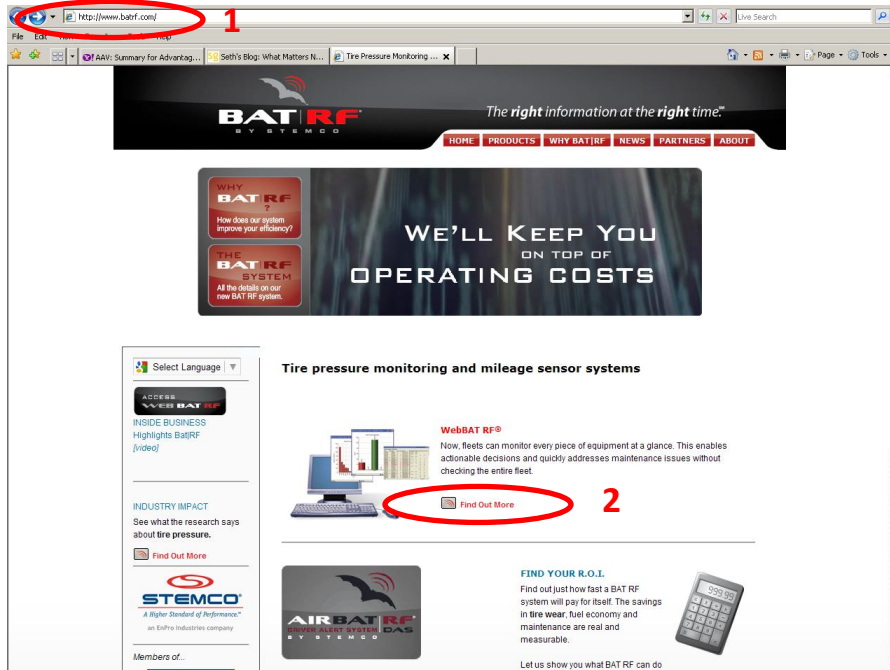 http://www.batrf.com/
1
Live Search
File Edit Help
AAV: Summary for Advantag...
Seth's Blog: What Matters N...
Tire Pressure Monitoring ...
Page
Tools
BAT|RF
BY STEMCO
The right information at the right time.℠
HOME PRODUCTS WHY BAT|RF NEWS PARTNERS ABOUT
WHY
BAT|RF
?
How does our system
improve your efficiency?
THE
BAT RF
SYSTEM
All the details on our
new BAT RF system.
WE'LL KEEP YOU
ON TOP OF
OPERATING COSTS
Select Language
ACCESS
WEB BAT RF
INSIDE BUSINESS
Highlights Bat|RF
[video]
INDUSTRY IMPACT
See what the research says
about tire pressure.
Find Out More
STEMCO
A Higher Standard of Performance.
an EnPro Industries company
Members of...
Tire pressure monitoring and mileage sensor systems
WebBAT RF®
Now, fleets can monitor every piece of equipment at a glance. This enables
actionable decisions and quickly addresses maintenance issues without
checking the entire fleet.
Find Out More
2
AIRBAT RF
DRIVER ALERT SYSTEM DAS
BY STEMCO
FIND YOUR R.O.I.
Find out just how fast a BAT RF
system will pay for itself. The savings
in tire wear, fuel economy and
maintenance are real and
measurable.
Let us show you what BAT RF can do
999.99